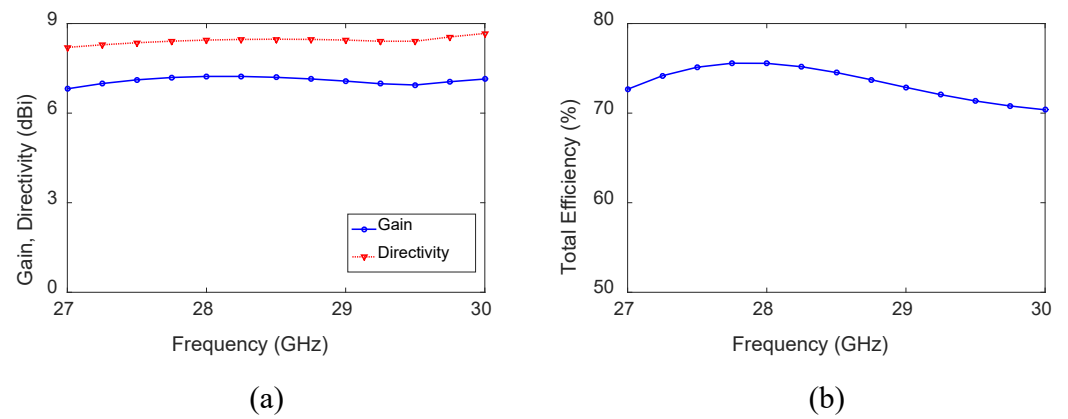 9
6
3
0
Gain, Directivity (dBi)
Gain
Directivity
27
28
29
30
Frequency (GHz)
(a)
80
70
60
50
Total Efficiency (%)
27
28
29
30
Frequency (GHz)
(b)